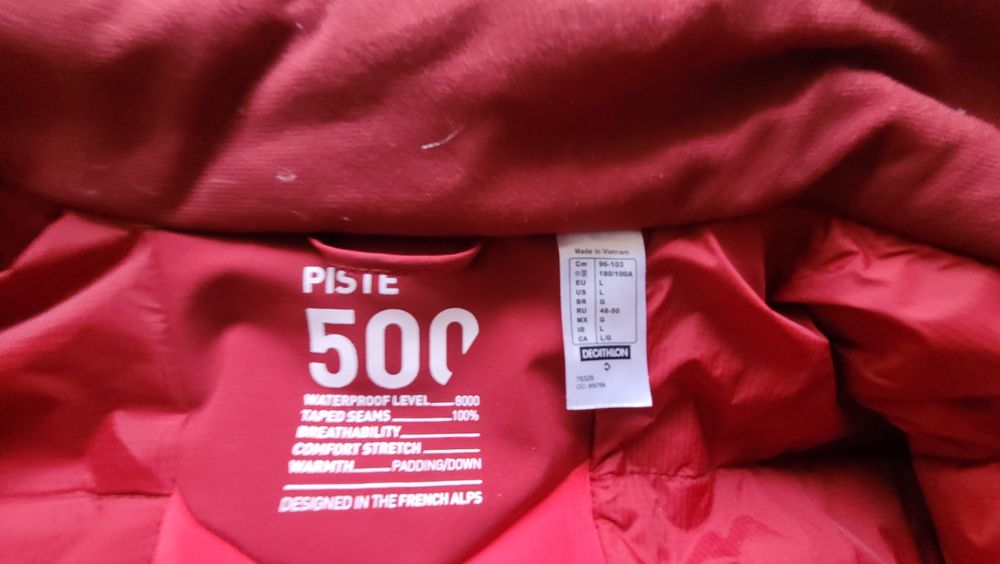 PISTE
500
WATERPROOF LEVEL 8000
TAPED SEAMS 100%
BREATHABILITY
COMFORT STRETCH
WARMTH PADDING/DOWN
DESIGNED IN THE FRENCH ALPS
Made in Vietnam
Cm 96-103
180/100A
EU L
US L
BR G
RU 48-50
MX G
ID L
CA L/G
DECATHLON